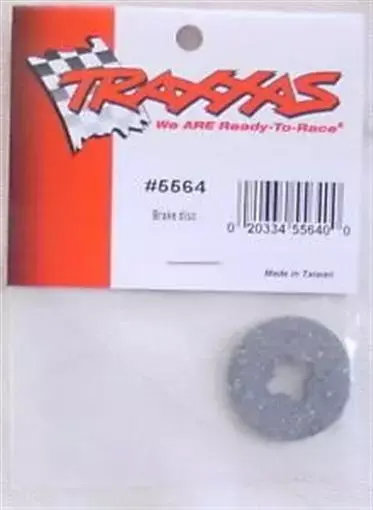 TRAXXAS
We ARE Ready-To-Race®
#5564
Brake disc
0 20334 55640 0
Made in Taiwan